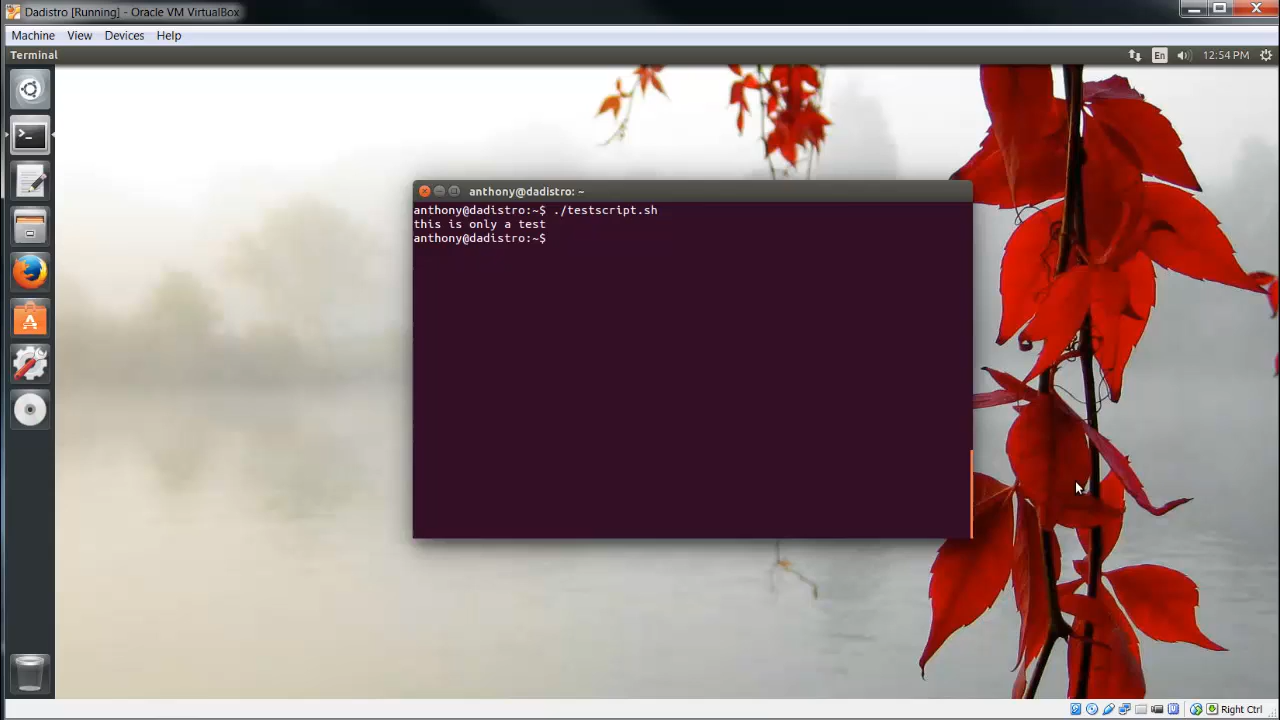 Dadistro [Running] - Oracle VM VirtualBox
Machine View Devices Help
Terminal En 12:54 PM
anthony@dadistro: ~
anthony@dadistro:~$ ./testscript.sh
this is only a test
anthony@dadistro:~$
Right Ctrl